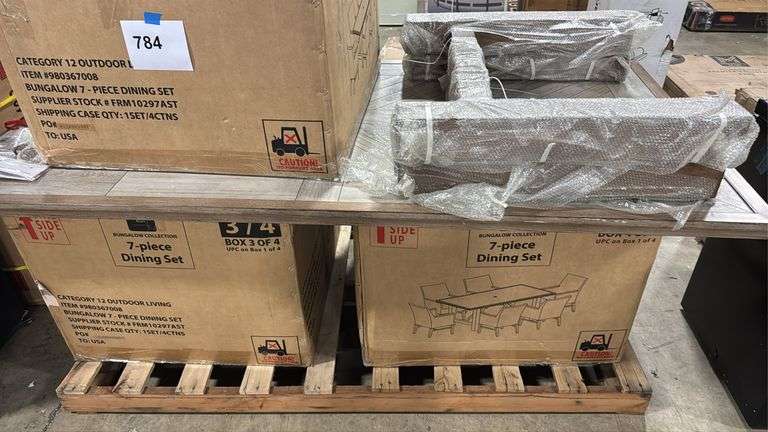 784
CATEGORY 12 OUTDOOR
ITEM #980367008
BUNGALOW 7 - PIECE DINING SET
SUPPLIER STOCK # FRM10297AST
SHIPPING CASE QTY: 1SET/4CTNS
PO#
TO: USA
CAUTION!
SIDE
UP
BUNGALOW COLLECTION
7-piece
Dining Set
3/4
BOX 3 OF 4
UPC on Box 1 of 4
CATEGORY 12 OUTDOOR LIVING
ITEM #980367008
BUNGALOW 7 - PIECE DINING SET
SUPPLIER STOCK # FRM10297AST
SHIPPING CASE QTY: 1SET/4CTNS
PO#
TO: USA
CAUTION!
SIDE UP
BUNGALOW COLLECTION
7-piece
Dining Set
UPC on Box 1 of 4
CAUTION!